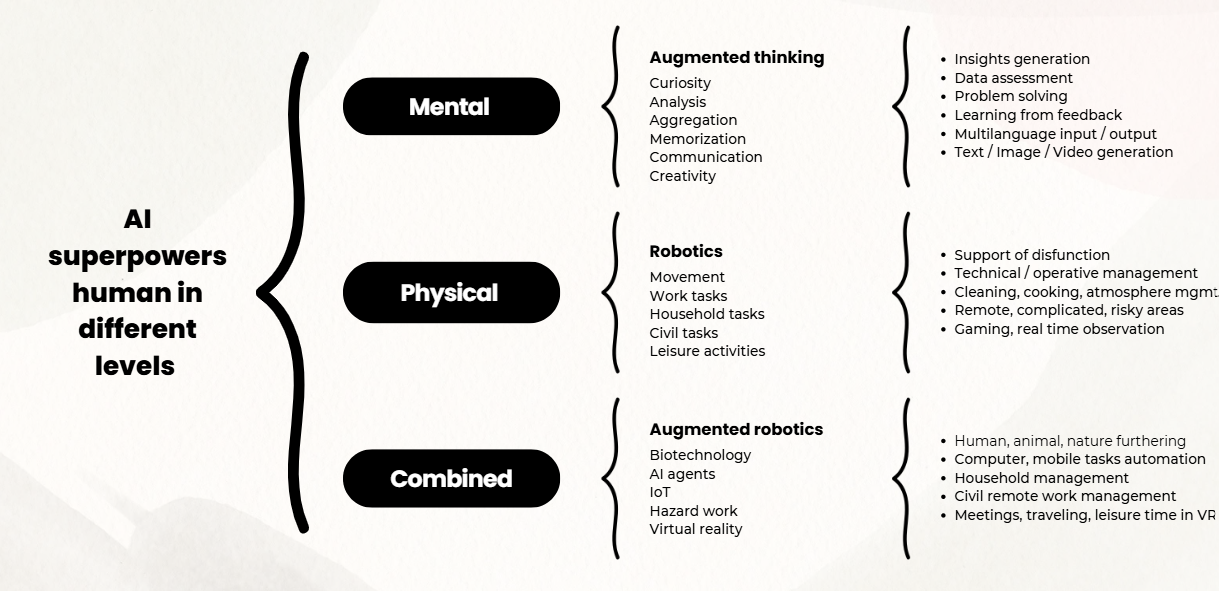 AI
superpowers
human in
different
levels
Mental
Augmented thinking
Curiosity
Analysis
Aggregation
Memorization
Communication
Creativity
• Insights generation
• Data assessment
• Problem solving
• Learning from feedback
• Multilanguage input / output
• Text / Image / Video generation
Physical
Robotics
Movement
Work tasks
Household tasks
Civil tasks
Leisure activities
• Support of disfunction
• Technical / operative management
• Cleaning, cooking, atmosphere mgmt.
• Remote, complicated, risky areas
• Gaming, real time observation
Combined
Augmented robotics
Biotechnology
AI agents
IoT
Hazard work
Virtual reality
• Human, animal, nature furthering
• Computer, mobile tasks automation
• Household management
• Civil remote work management
• Meetings, traveling, leisure time in VR